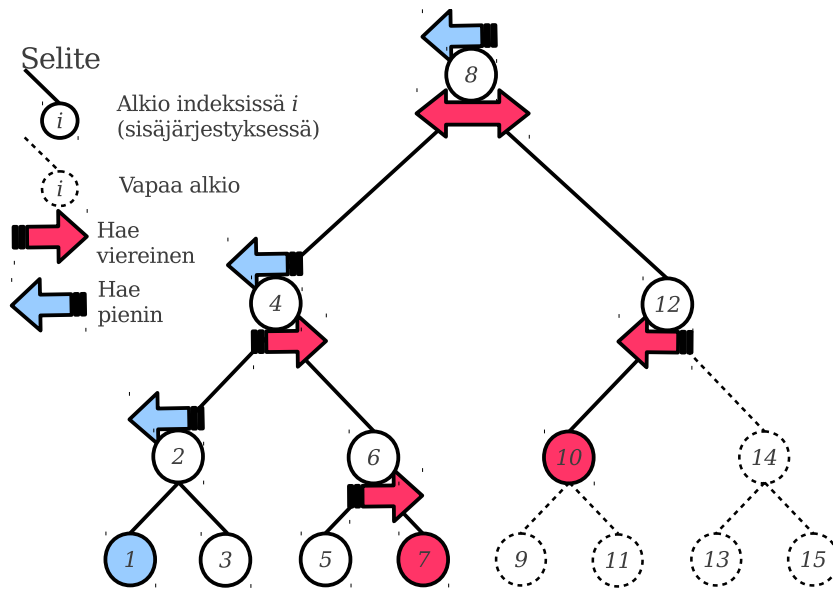 Selite
i
Alkio indeksissä i
(sisäjärjestyksessä)
i
Vapaa alkio
Hae
viereinen
Hae
pienin
8
4
12
2
6
10
14
1
3
5
7
9
11
13
15